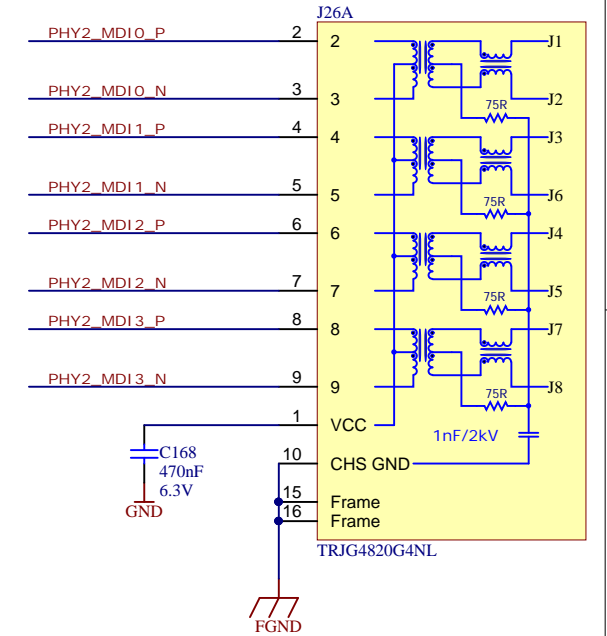 J26A
PHY2_MDI0_P 2 2 J1
PHY2_MDI0_N 3 3 J2
75R
PHY2_MDI1_P 4 4 J3
PHY2_MDI1_N 5 5 J6
75R
PHY2_MDI2_P 6 6 J4
PHY2_MDI2_N 7 7 J5
75R
PHY2_MDI3_P 8 8 J7
PHY2_MDI3_N 9 9 J8
75R
1 VCC
1nF/2kV
C168
470nF
6.3V
GND
10 CHS GND
15 Frame
16 Frame
TRJG4820G4NL
FGND